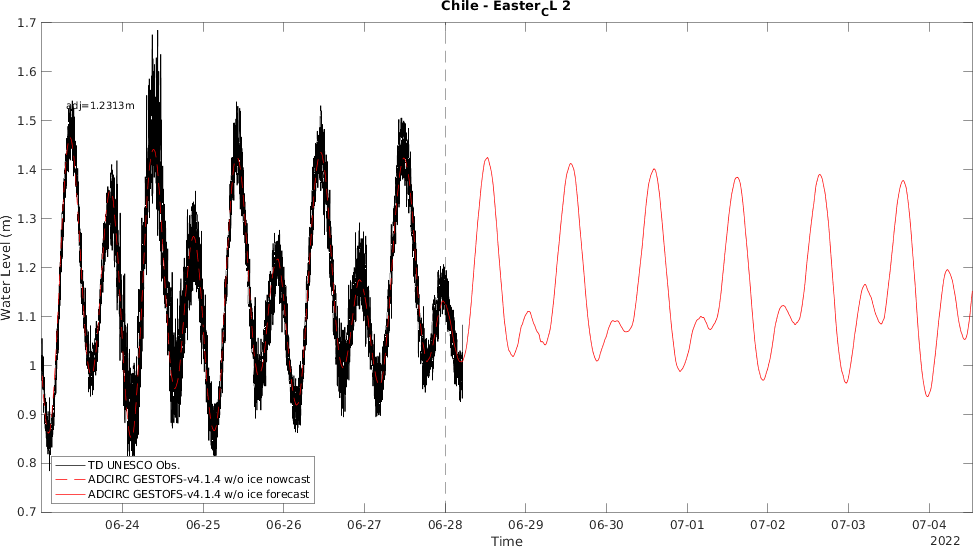 Chile - EasterCL 2
1.7
1.6
1.5
1.4
1.3
1.2
1.1
1
0.9
0.8
0.7
Water Level (m)
adj=1.2313m
TD UNESCO Obs.
ADCIRC GESTOFS-v4.1.4 w/o ice nowcast
ADCIRC GESTOFS-v4.1.4 w/o ice forecast
06-24 06-25 06-26 06-27 06-28 06-29 06-30 07-01 07-02 07-03 07-04
Time 2022